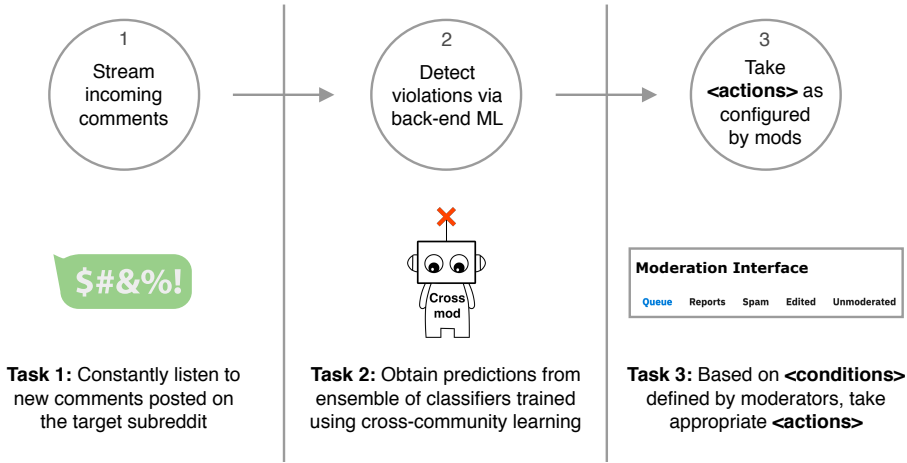 1
Stream
incoming
comments
2
Detect
violations via
back-end ML
3
Take
<actions> as
configured
by mods
$#&%!
Cross
mod
Moderation Interface
Queue Reports Spam Edited Unmoderated
Task 1: Constantly listen to
new comments posted on
the target subreddit
Task 2: Obtain predictions from
ensemble of classifiers trained
using cross-community learning
Task 3: Based on <conditions>
defined by moderators, take
appropriate <actions>